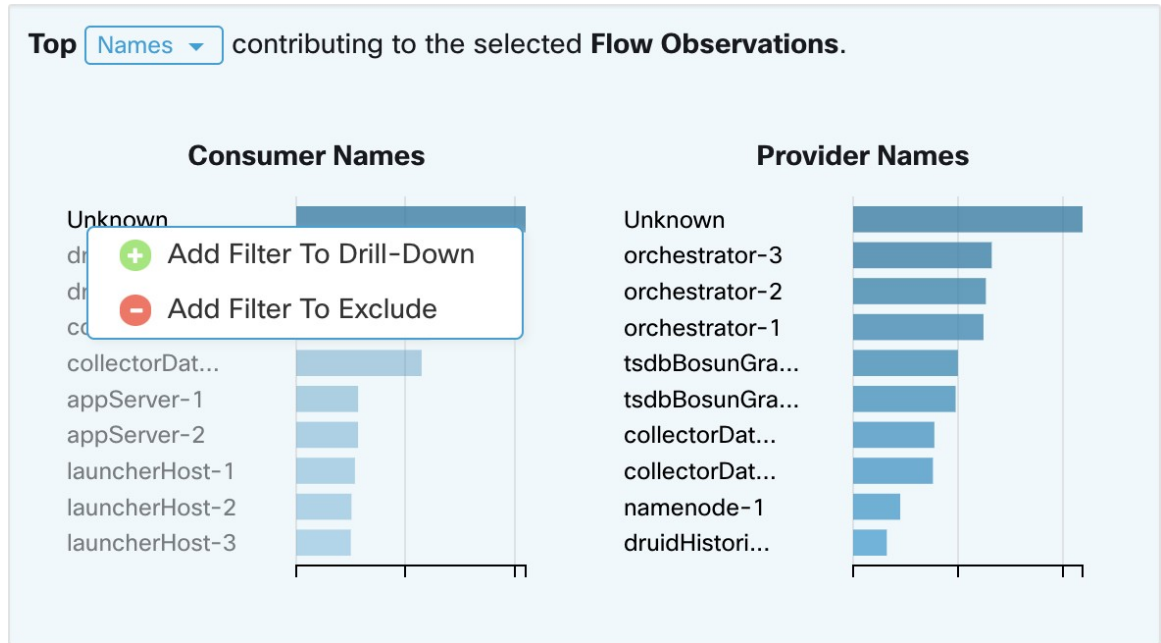 Top Names contributing to the selected Flow Observations.
Consumer Names
Unknown
Add Filter To Drill-Down
Add Filter To Exclude
collectorDat...
appServer-1
appServer-2
launcherHost-1
launcherHost-2
launcherHost-3
Provider Names
Unknown
orchestrator-3
orchestrator-2
orchestrator-1
tsdbBosunGra...
tsdbBosunGra...
collectorDat...
collectorDat...
namenode-1
druidHistori...